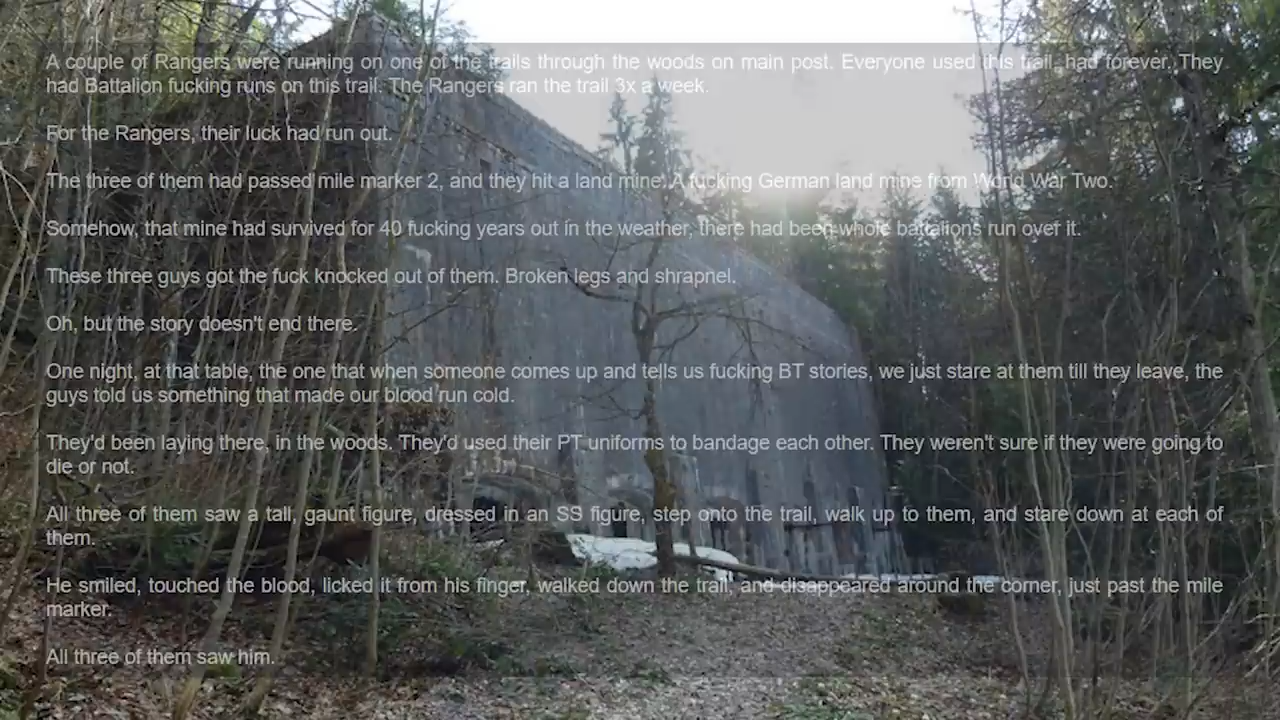 A couple of Rangers were running on one of the trails through the woods on main post. Everyone used this trail, had forever. They
had Battalion fucking runs on this trail. The Rangers ran the trail 3x a week.
For the Rangers, their luck had run out.
The three of them had passed mile marker 2, and they hit a land mine. A fucking German land mine from World War Two.
Somehow, that mine had survived for 40 fucking years out in the weather, there had been whole battalions run over it.
These three guys got the fuck knocked out of them. Broken legs and shrapnel.
Oh, but the story doesn't end there.
One night, at that table, the one that when someone comes up and tells us fucking BT stories, we just stare at them till they leave, the
guys told us something that made our blood run cold.
They'd been laying there, in the woods. They'd used their PT uniforms to bandage each other. They weren't sure if they were going to
die or not.
All three of them saw a tall, gaunt figure, dressed in an SS figure, step onto the trail, walk up to them, and stare down at each of
them.
He smiled, touched the blood, licked it from his finger, walked down the trail, and disappeared around the corner, just past the mile
marker.
All three of them saw him.